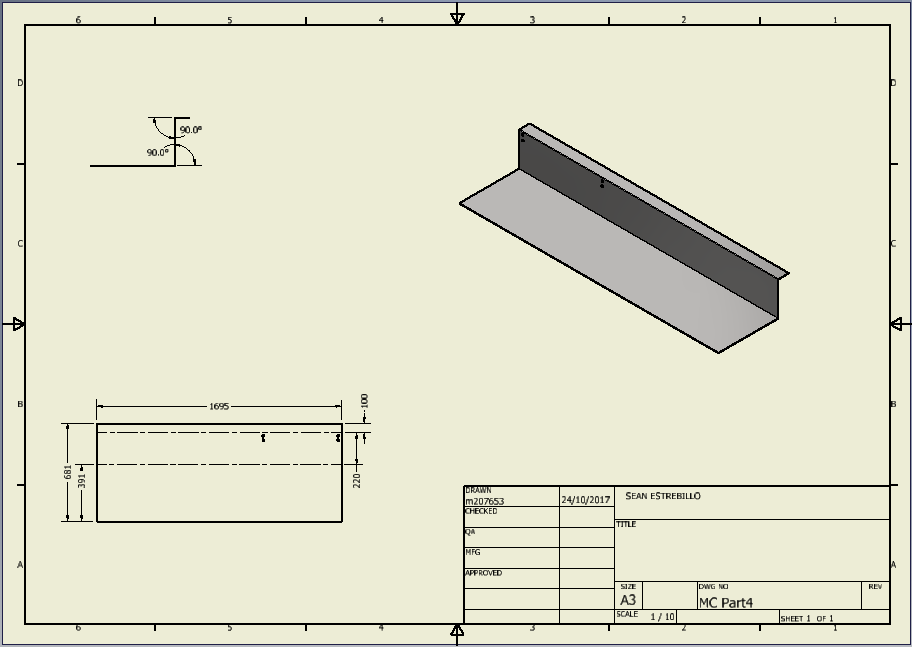 6 5 4 3 2 1
D D
90.0°
90.0°
C C
B B
1695
100
681
391
220
DRAWN
m207653 24/10/2017 SEAN ESTREBILLO
CHECKED
TITLE
QA
MFG
A A
APPROVED
SIZE DWG NO REV
A3 MC Part4
SCALE 1 / 10 SHEET 1 OF 1
6 5 4 3 2 1